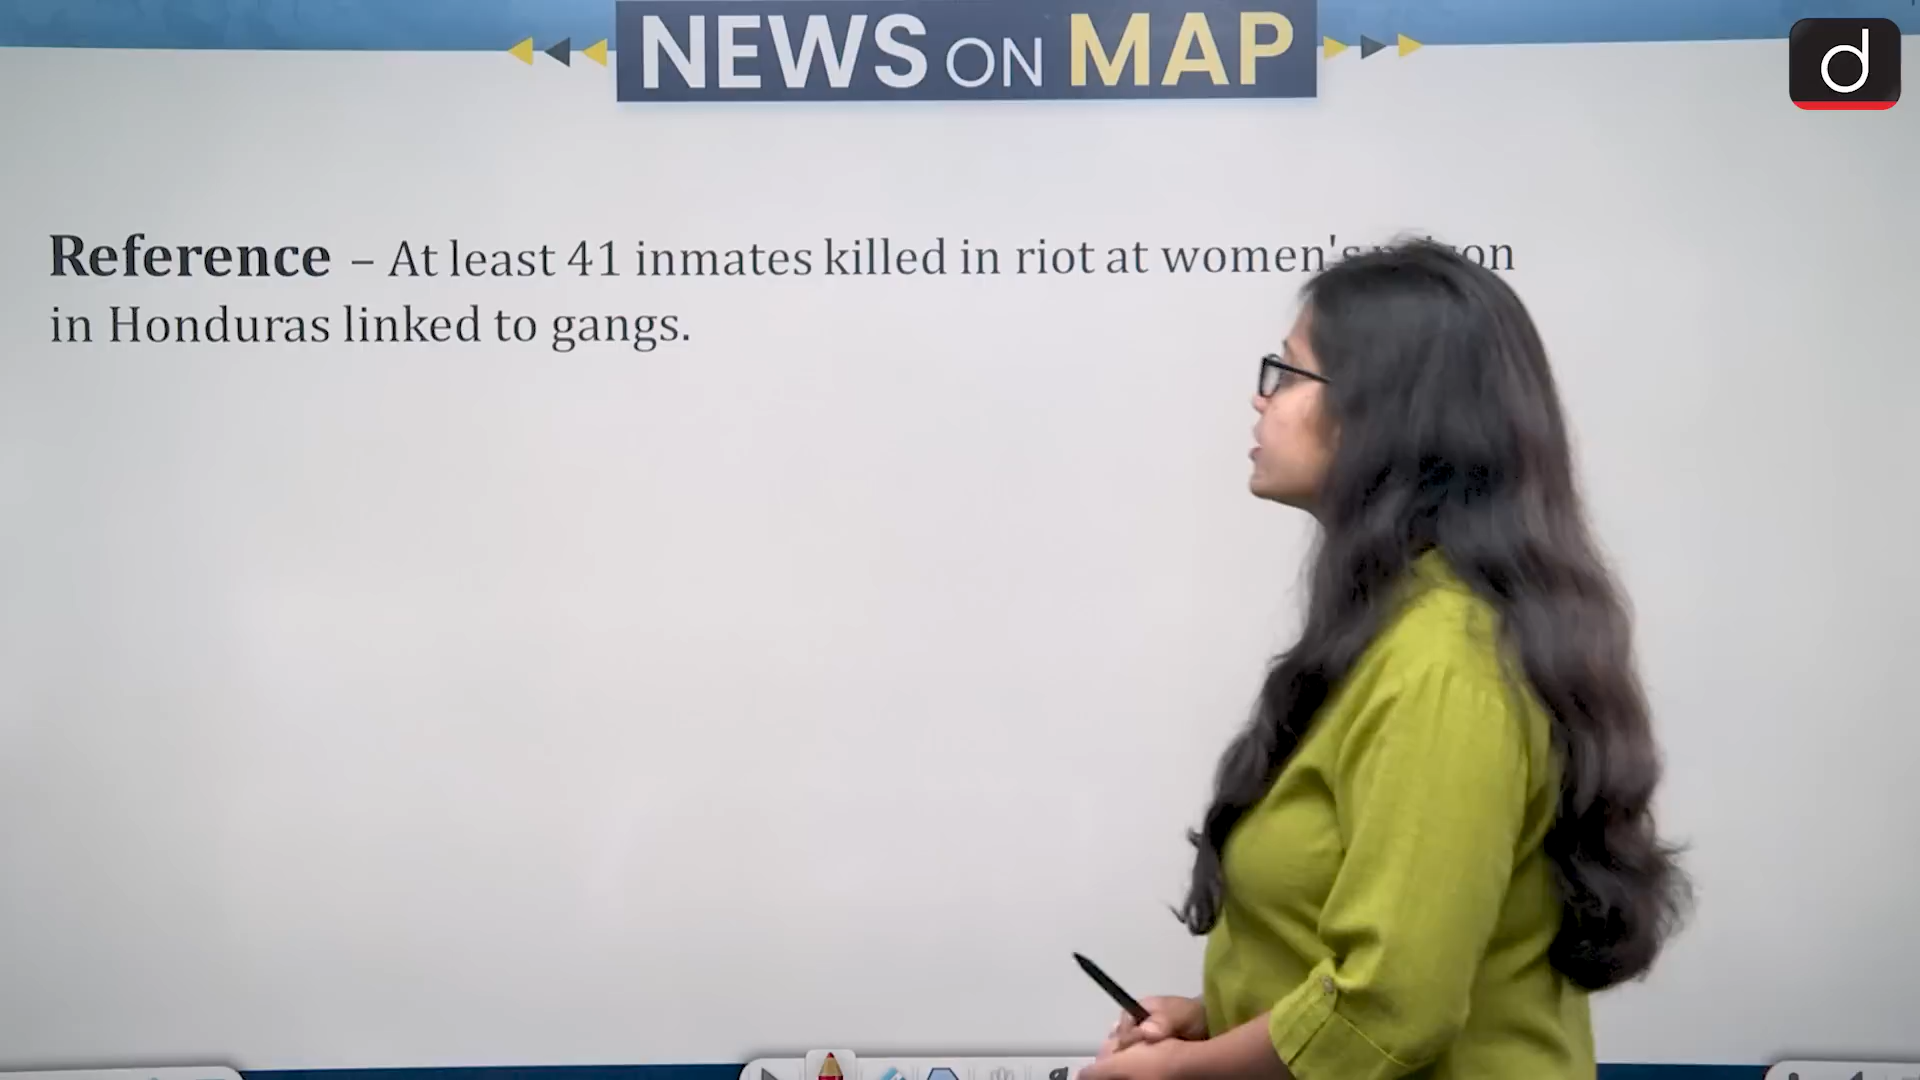 NEWS ON MAP
d
Reference – At least 41 inmates killed in riot at women's
in Honduras linked to gangs.